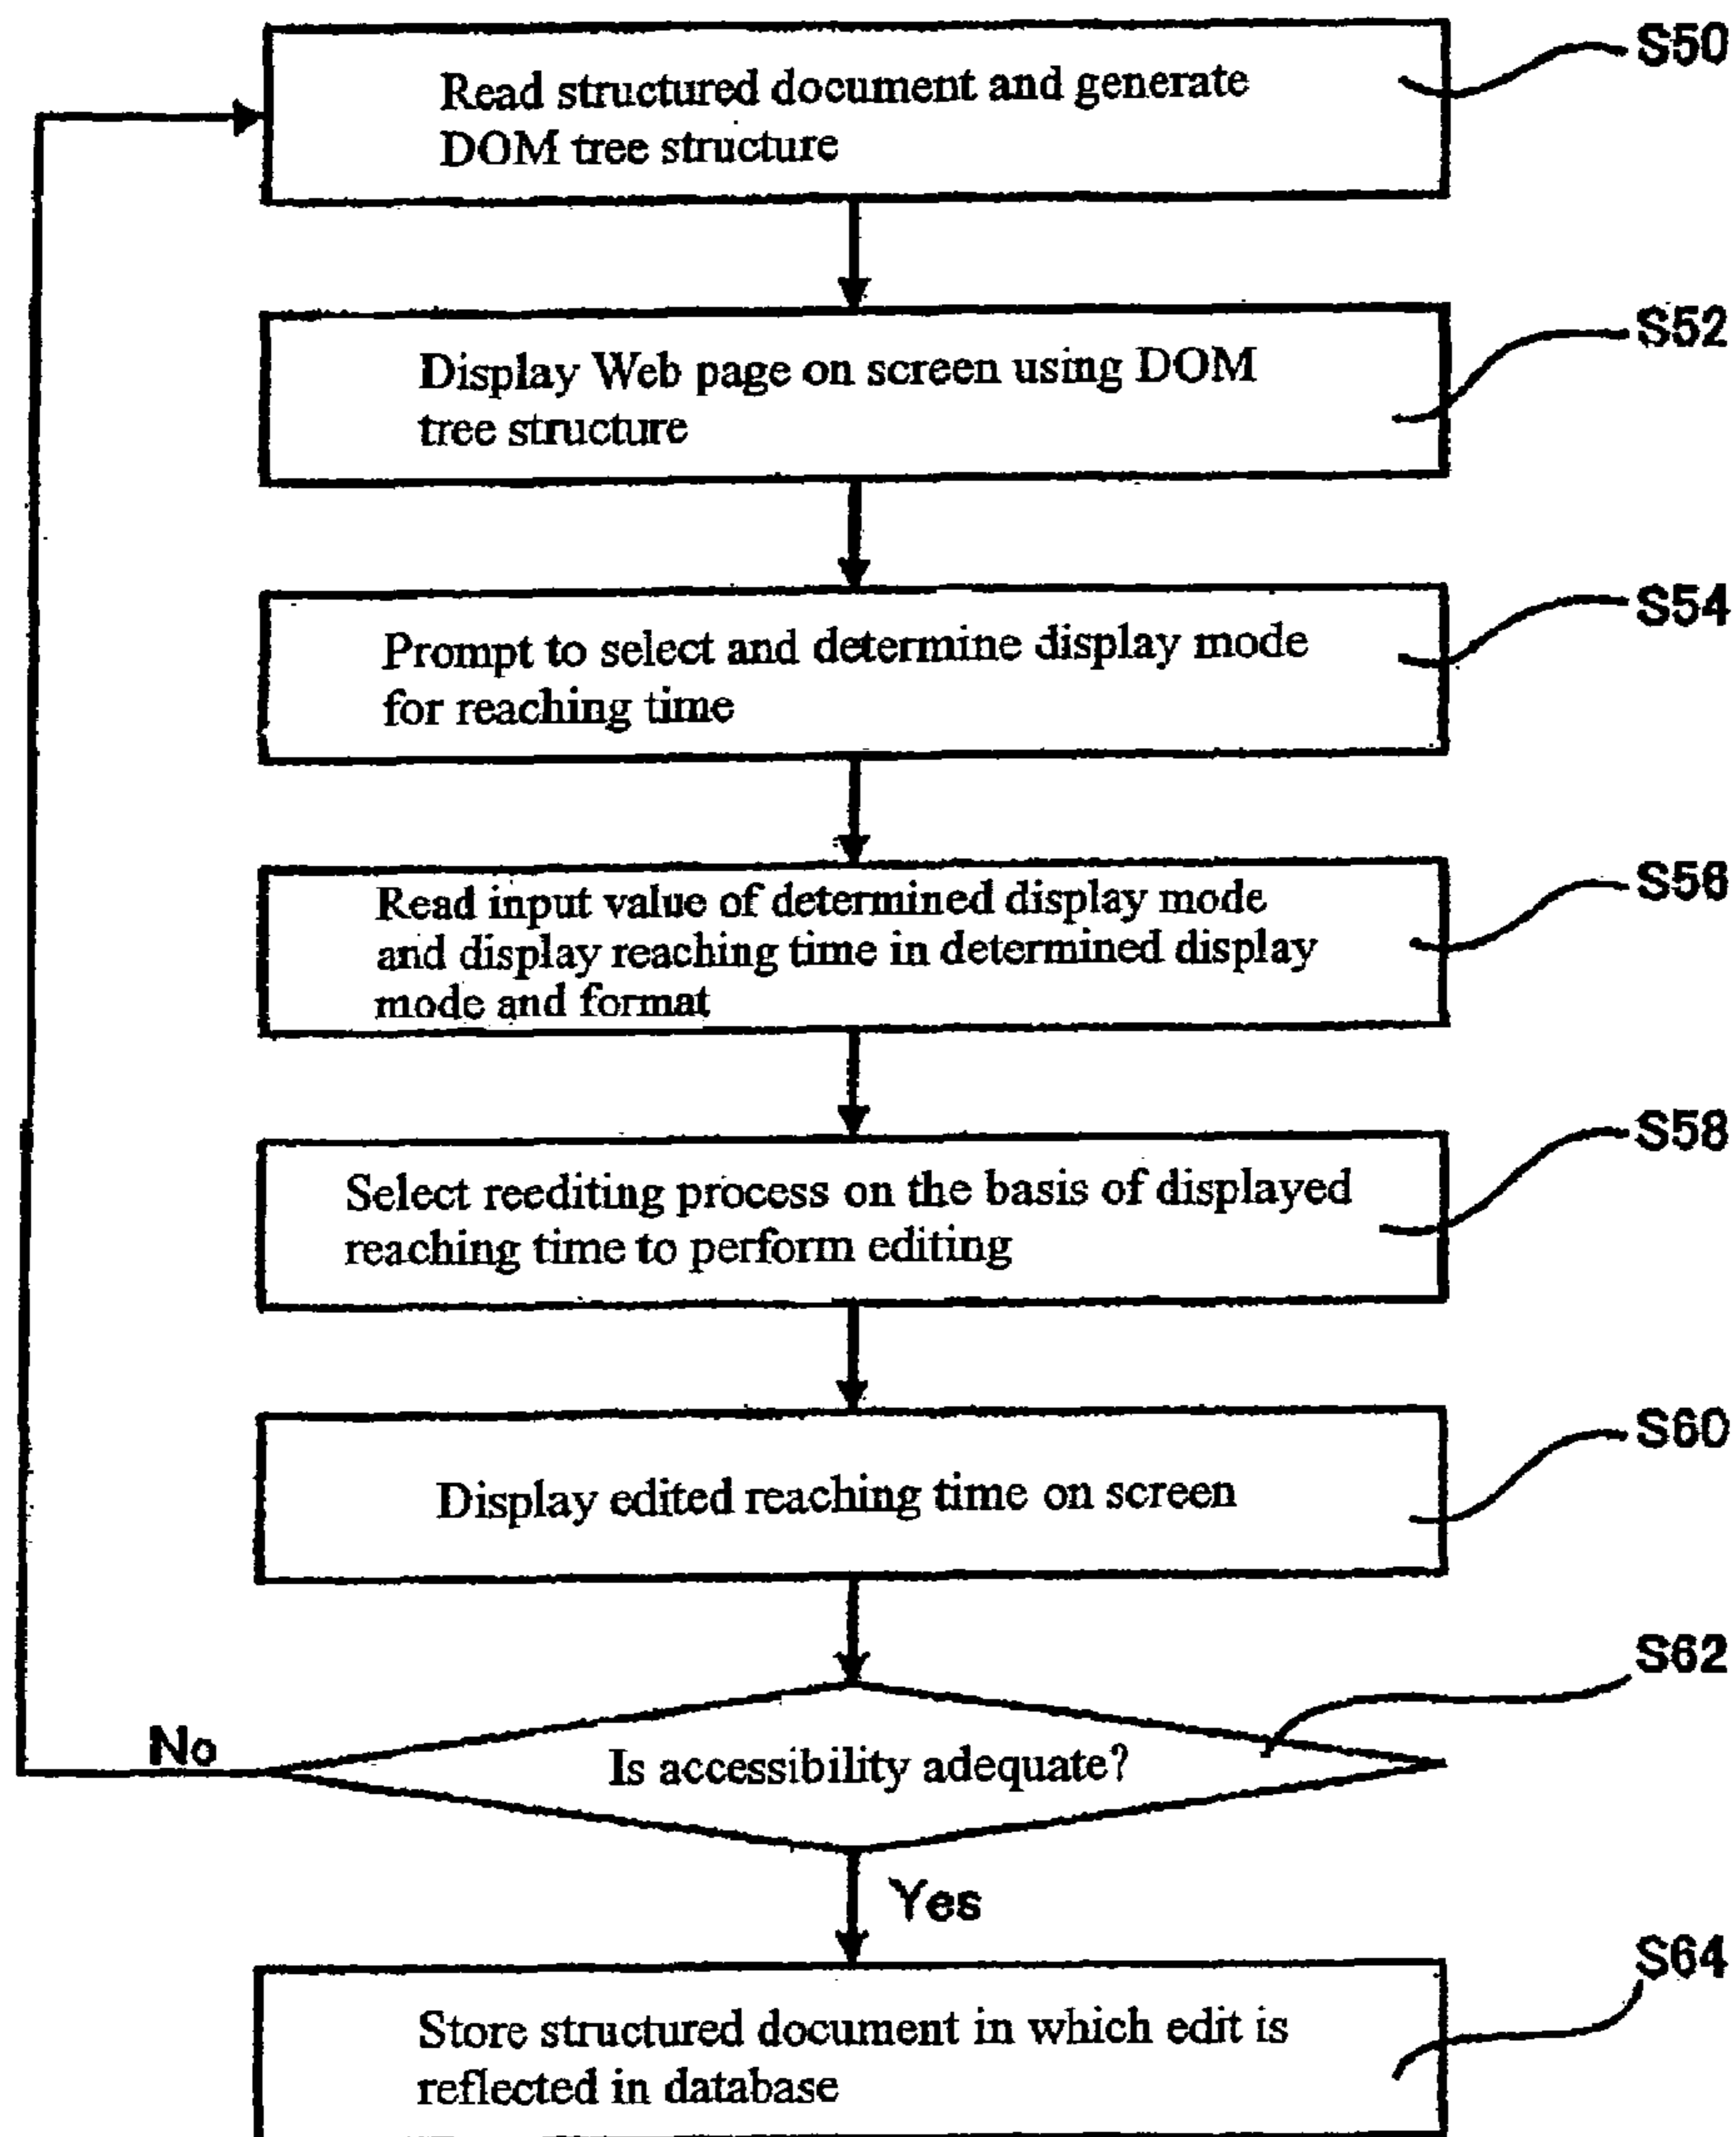 S50
Read structured document and generate
DOM tree structure
S52
Display Web page on screen using DOM
tree structure
S54
Prompt to select and determine display mode
for reaching time
S56
Read input value of determined display mode
and display reaching time in determined display
mode and format
S58
Select reediting process on the basis of displayed
reaching time to perform editing
S60
Display edited reaching time on screen
S62
No
Is accessibility adequate?
Yes
S64
Store structured document in which edit is
reflected in database